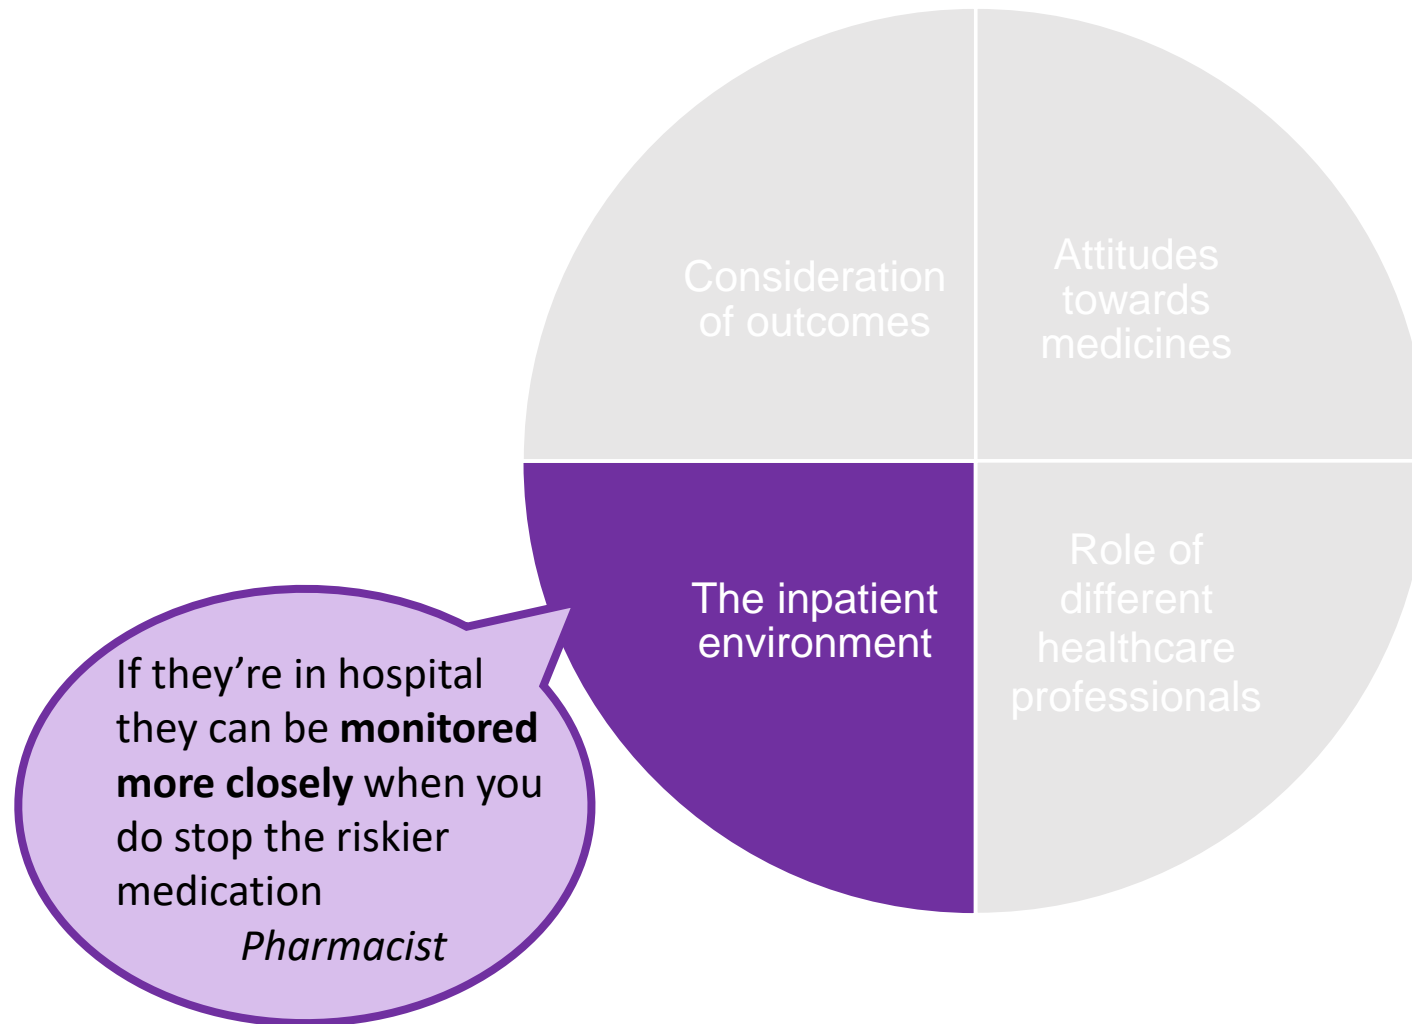 Consideration
of outcomes
Attitudes
towards
medicines
The inpatient
environment
Role of
different
healthcare
professionals
If they’re in hospital
they can be monitored
more closely when you
do stop the riskier
medication
Pharmacist